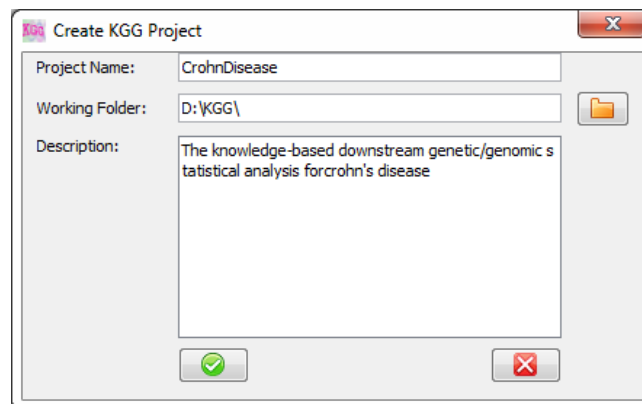 KGG Create KGG Project
Project Name: CrohnDisease
Working Folder: D:\KGG\
Description: The knowledge-based downstream genetic/genomic s
tatistical analysis forcrohn's disease